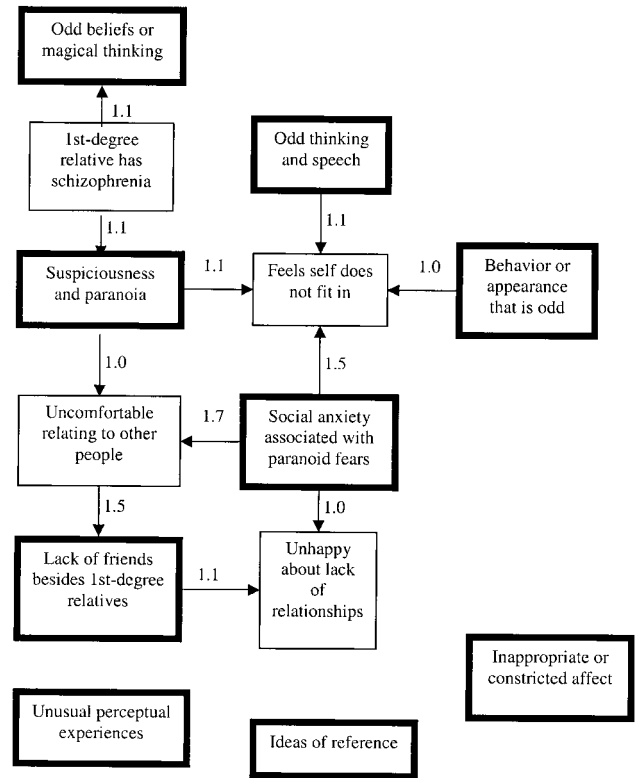 Odd beliefs or
magical thinking
1.1
1st-degree
relative has
schizophrenia
Odd thinking
and speech
1.1
1.1
Suspiciousness
and paranoia
1.1
Feels self does
not fit in
1.0
Behavior or
appearance
that is odd
1.0
1.5
Uncomfortable
relating to other
people
1.7
Social anxiety
associated with
paranoid fears
1.5
1.0
Lack of friends
besides 1st-degree
relatives
1.1
Unhappy
about lack
of
relationships
Inappropriate or
constricted affect
Unusual perceptual
experiences
Ideas of reference